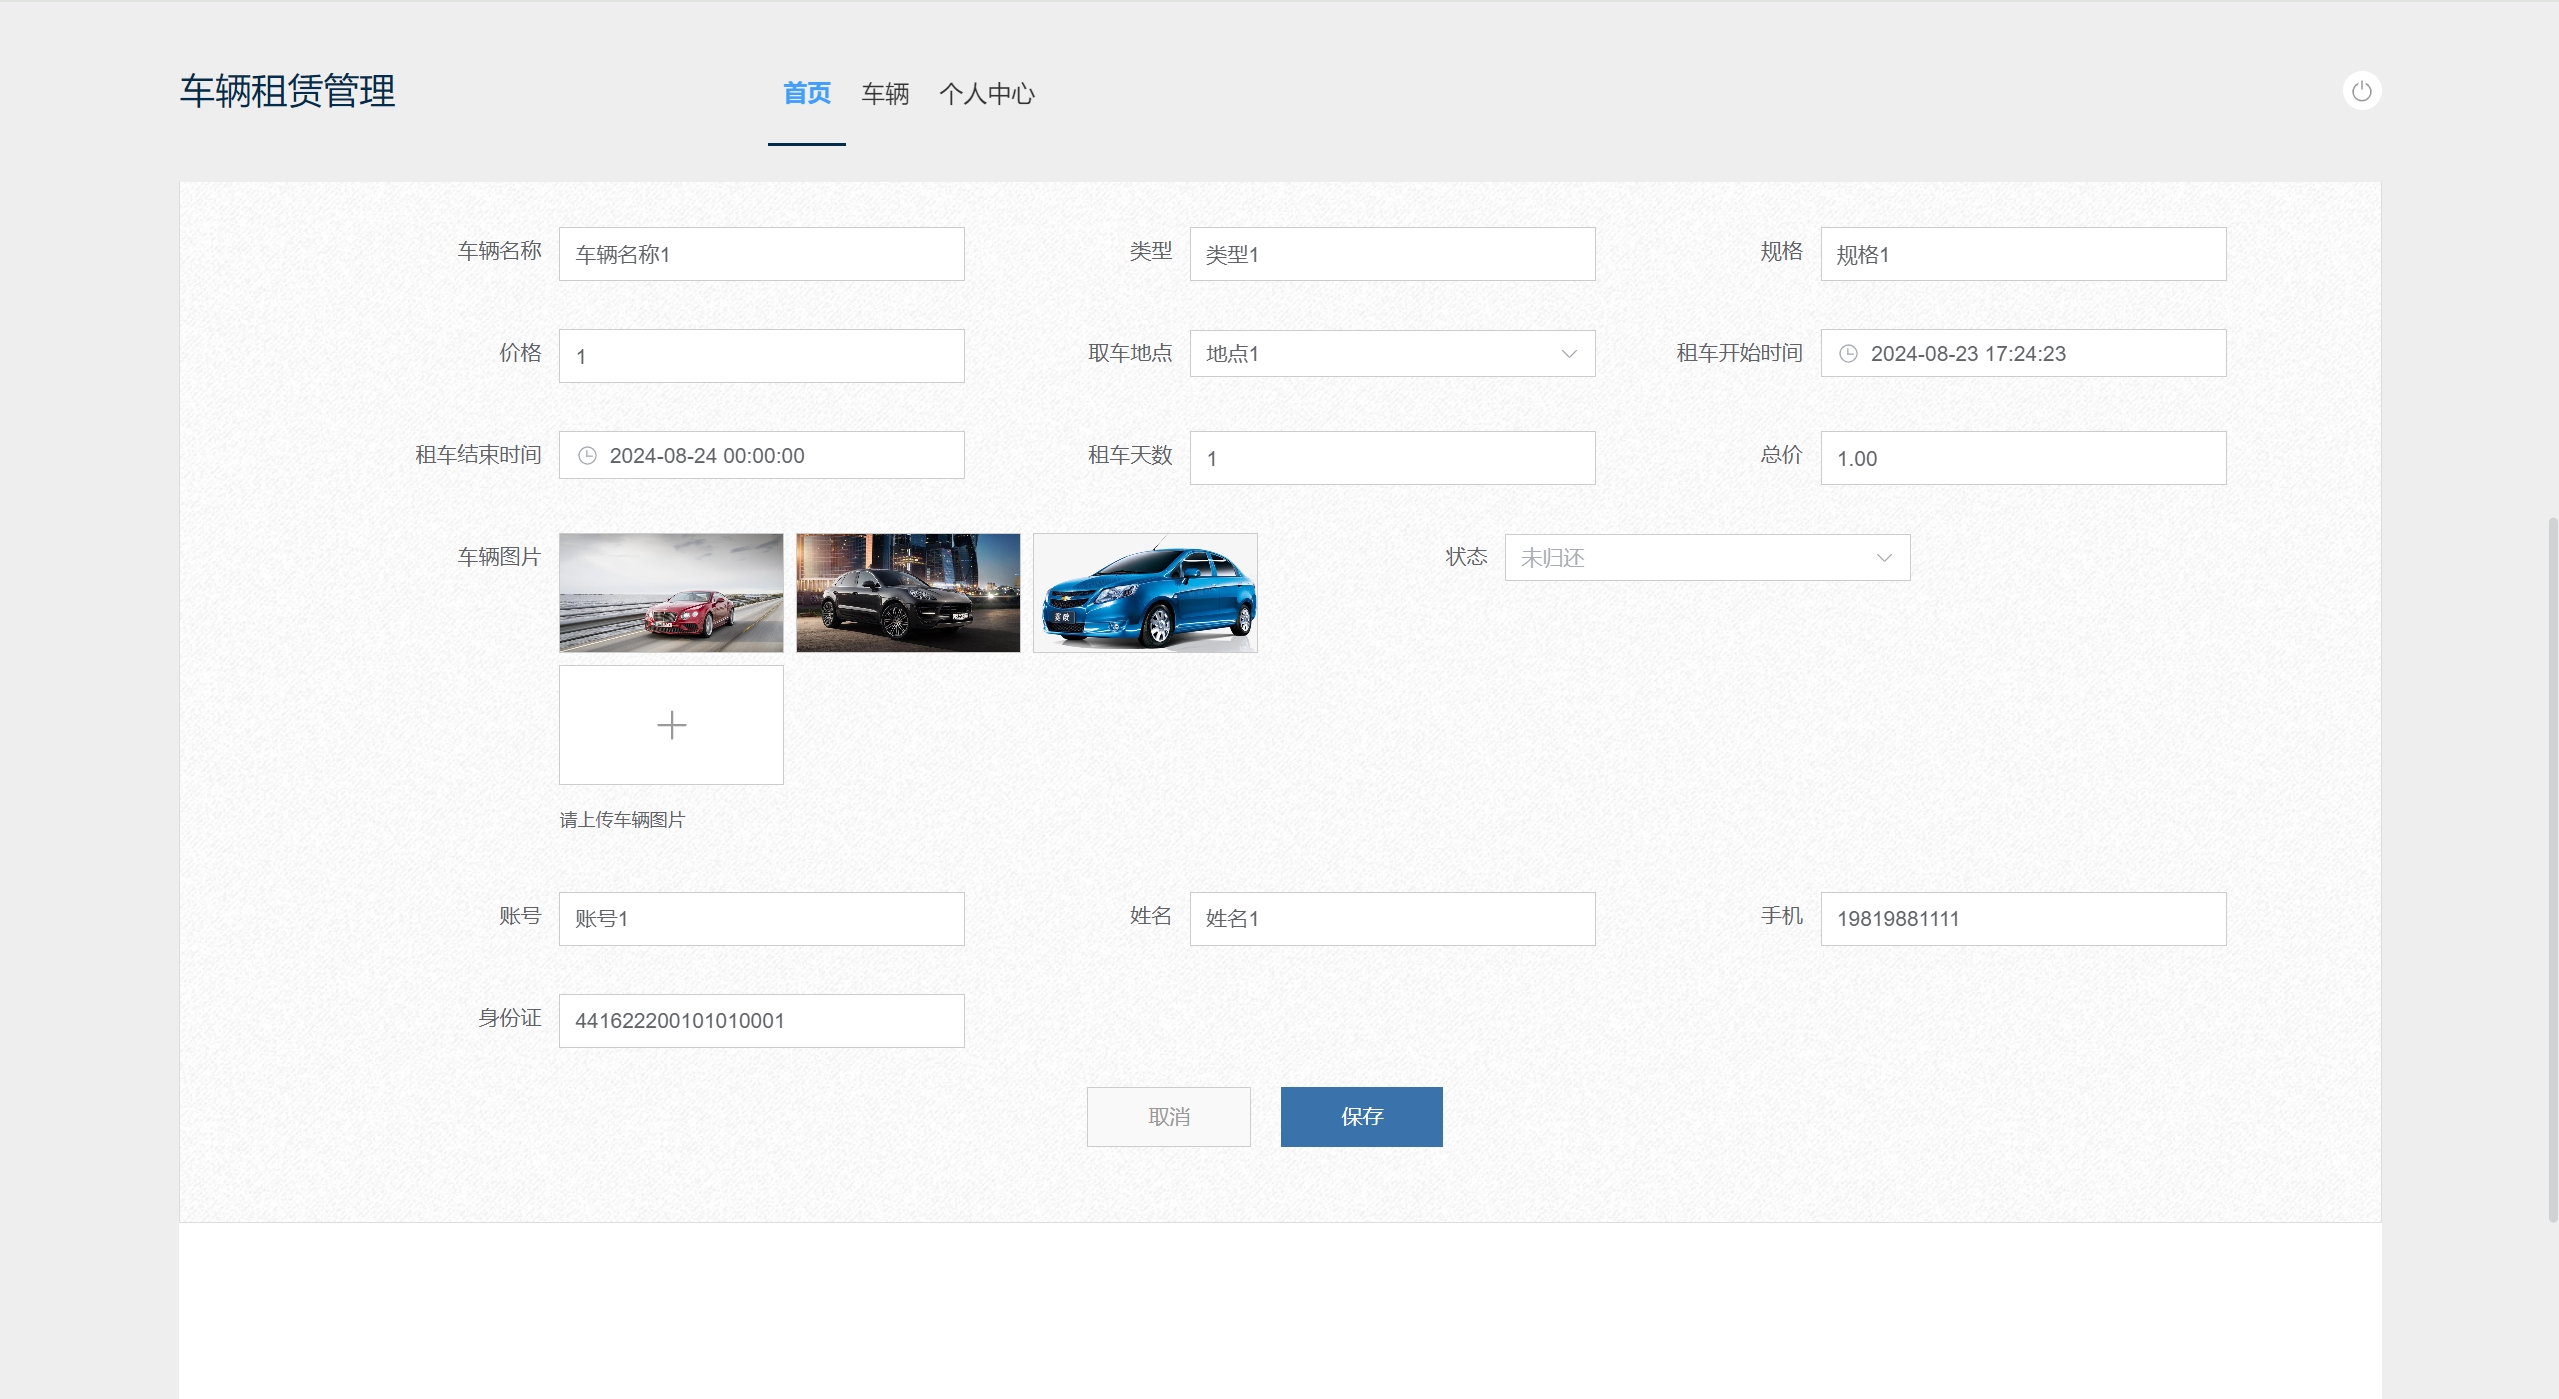 车辆租赁管理
首页 车辆 个人中心
车辆名称 车辆名称1 类型 类型1 规格 规格1
价格 1 取车地点 地点1 租车开始时间 2024-08-23 17:24:23
租车结束时间 2024-08-24 00:00:00 租车天数 1 总价 1.00
车辆图片 状态 未归还
请上传车辆图片
账号 账号1 姓名 姓名1 手机 19819881111
身份证 441622200101010001
取消 保存